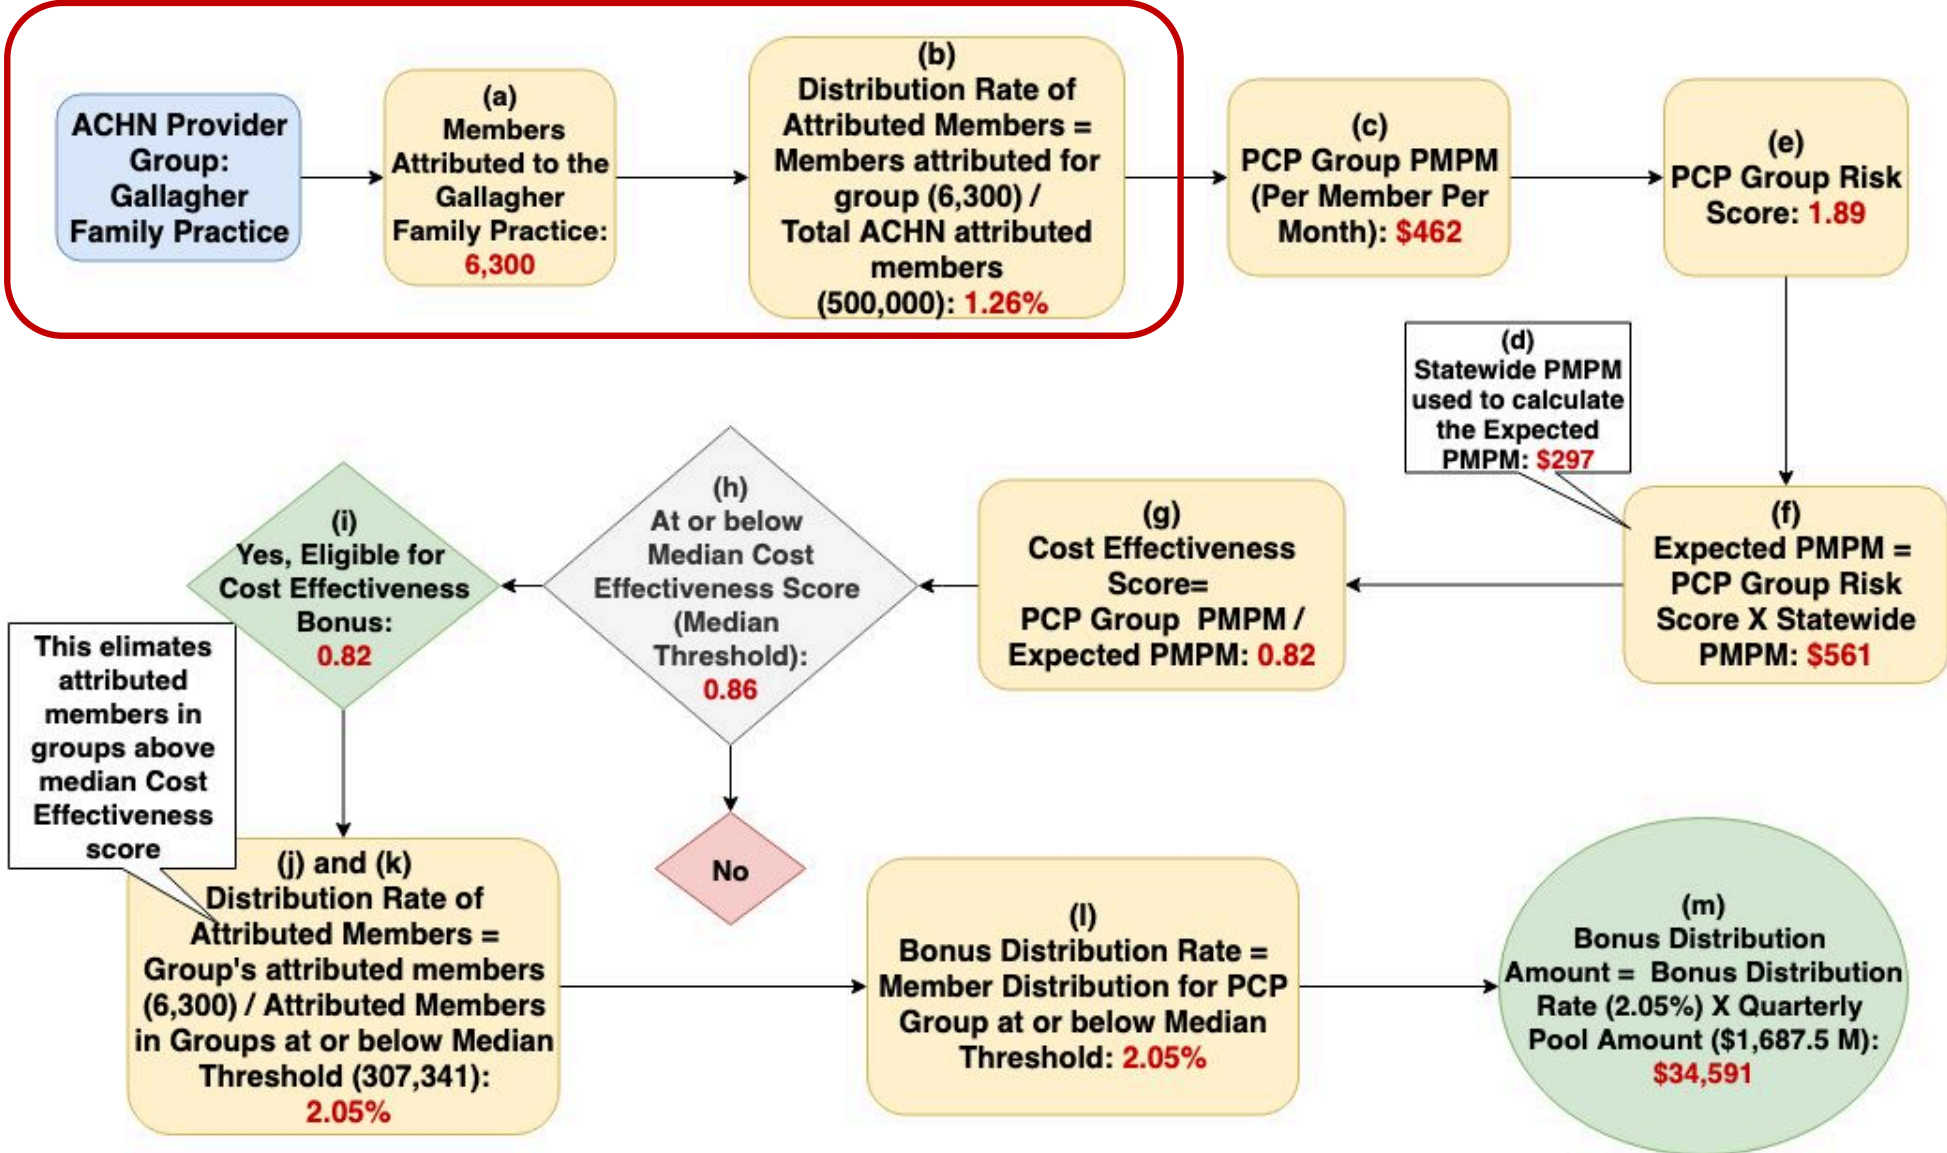 ACHN Provider
Group:
Gallagher
Family Practice
(a)
Members
Attributed to the
Gallagher
Family Practice:
6,300
(b)
Distribution Rate of
Attributed Members =
Members attributed for
group (6,300) /
Total ACHN attributed
members
(500,000): 1.26%
(c)
PCP Group PMPM
(Per Member Per
Month): $462
(e)
PCP Group Risk
Score: 1.89
(d)
Statewide PMPM
used to calculate
the Expected
PMPM: $297
(f)
Expected PMPM =
PCP Group Risk
Score X Statewide
PMPM: $561
(g)
Cost Effectiveness
Score=
PCP Group  PMPM /
Expected PMPM: 0.82
(h)
At or below
Median Cost
Effectiveness Score
(Median
Threshold):
0.86
No
(i)
Yes, Eligible for
Cost Effectiveness
Bonus:
0.82
This elimates
attributed
members in
groups above
median Cost
Effectiveness
score
(j) and (k)
Distribution Rate of
Attributed Members =
Group's attributed members
(6,300) / Attributed Members
in Groups at or below Median
Threshold (307,341):
2.05%
(l)
Bonus Distribution Rate =
Member Distribution for PCP
Group at or below Median
Threshold: 2.05%
(m)
Bonus Distribution
Amount =  Bonus Distribution
Rate (2.05%) X Quarterly
Pool Amount ($1,687.5 M):
$34,591